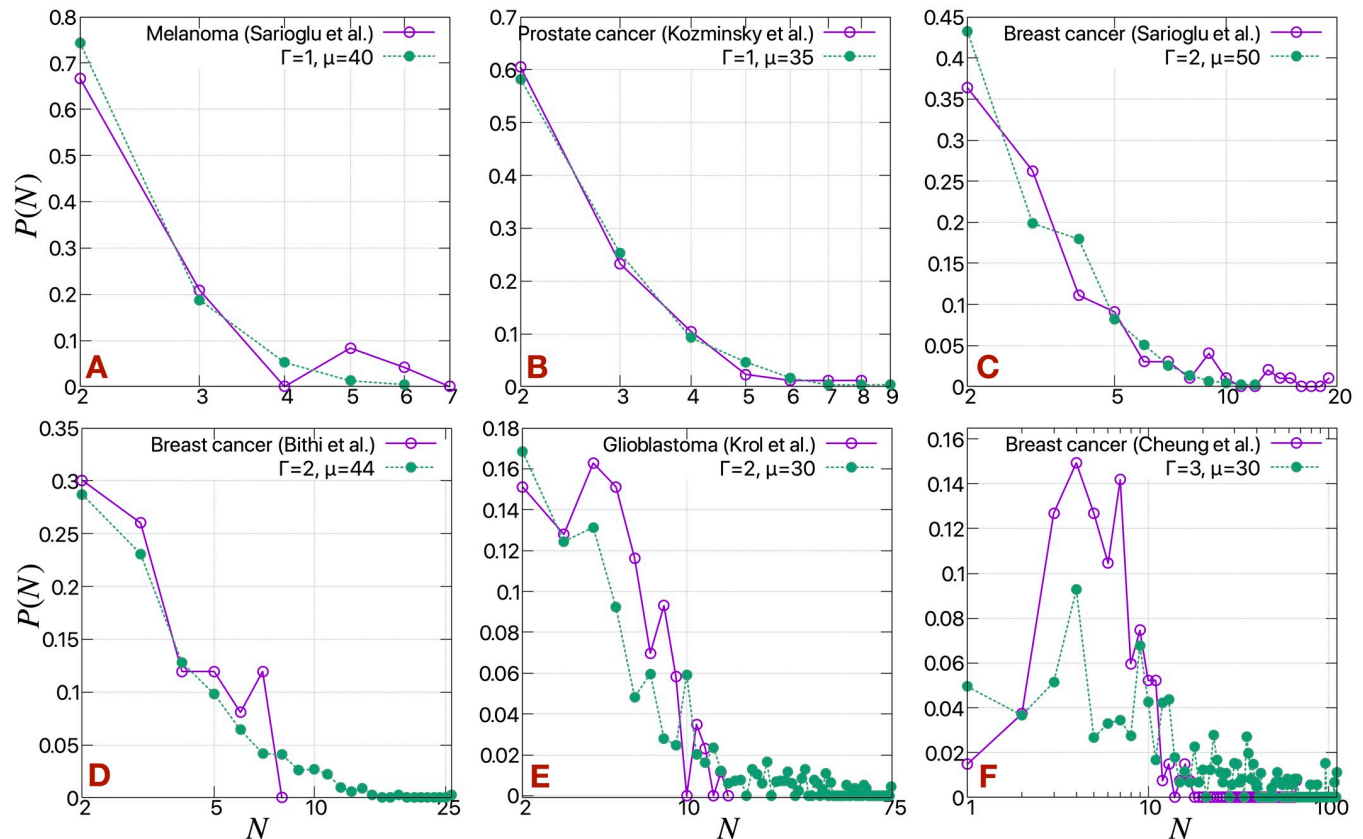 Melanoma (Sarioglu et al.)
Γ=1, μ=40
P(N)
0.8
0.7
0.6
0.5
0.4
0.3
0.2
0.1
0
A
2 3 4 5 6 7
Prostate cancer (Kozminsky et al.)
Γ=1, μ=35
0.7
0.6
0.5
0.4
0.3
0.2
0.1
0
B
2 3 4 5 6 7 8 9
Breast cancer (Sarioglu et al.)
Γ=2, μ=50
0.45
0.4
0.35
0.3
0.25
0.2
0.15
0.1
0.05
0
C
2 5 10 20
Breast cancer (Bithi et al.)
Γ=2, μ=44
P(N)
0.35
0.3
0.25
0.2
0.15
0.1
0.05
0
D
2 5 10 25
N
Glioblastoma (Krol et al.)
Γ=2, μ=30
0.18
0.16
0.14
0.12
0.1
0.08
0.06
0.04
0.02
0
E
2 10 75
N
Breast cancer (Cheung et al.)
Γ=3, μ=30
0.16
0.14
0.12
0.1
0.08
0.06
0.04
0.02
0
F
1 10 100
N